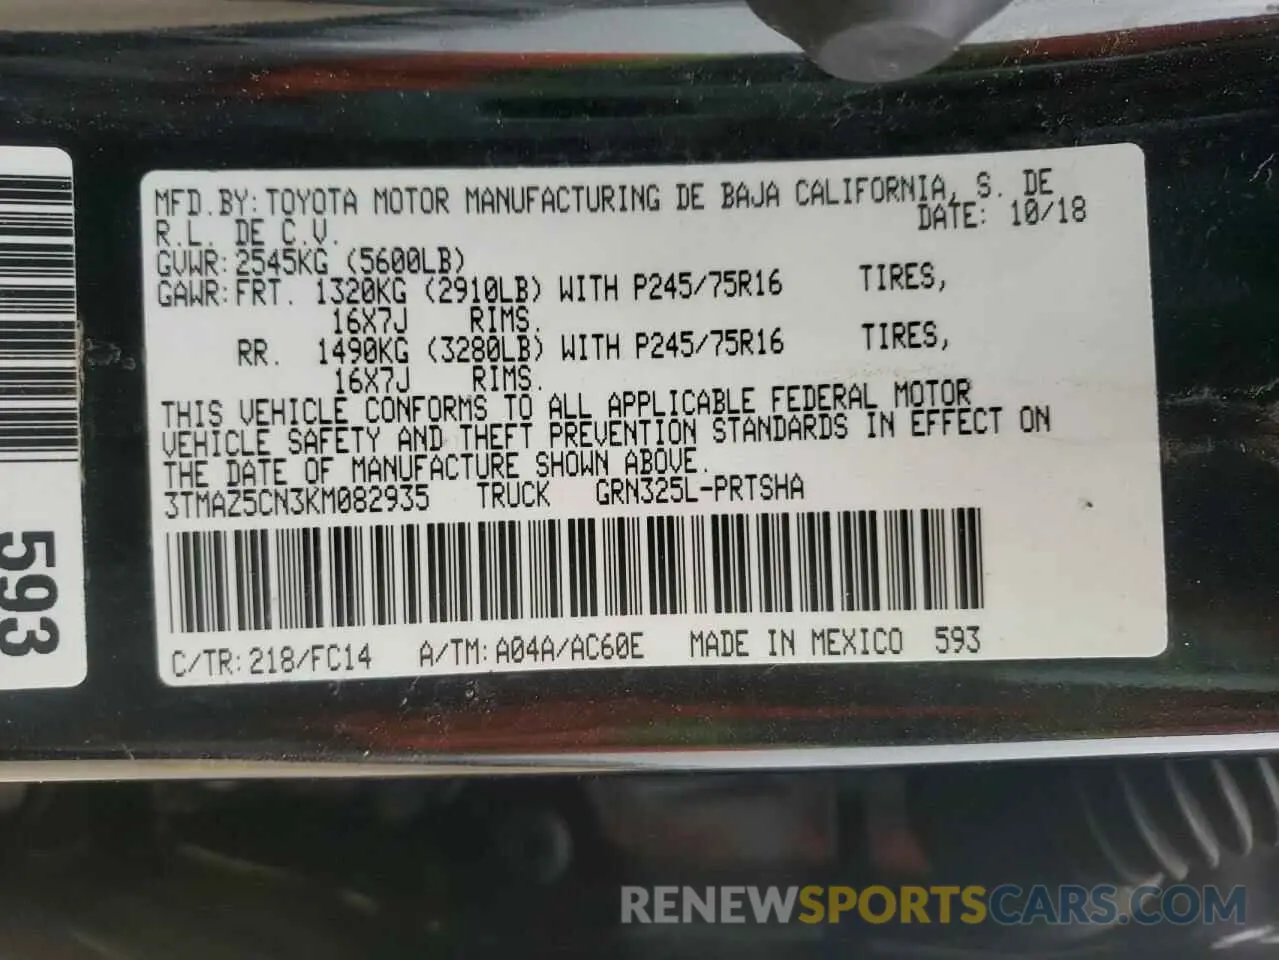 MFD.BY: TOYOTA MOTOR MANUFACTURING DE BAJA CALIFORNIA, S. DE
R.L. DE C.V. DATE: 10/18
GVWR: 2545KG (5600LB)
GAWR: FRT. 1320KG (2910LB) WITH P245/75R16 TIRES,
16X7J RIMS.
RR. 1490KG (3280LB) WITH P245/75R16 TIRES,
16X7J RIMS.
THIS VEHICLE CONFORMS TO ALL APPLICABLE FEDERAL MOTOR
VEHICLE SAFETY AND THEFT PREVENTION STANDARDS IN EFFECT ON
THE DATE OF MANUFACTURE SHOWN ABOVE.
3TMAZ5CN3KM082935 TRUCK GRN325L-PRTSHA
C/TR: 218/FC14 A/TM: A04A/AC60E MADE IN MEXICO 593
593
RENEWSPORTSCARS.COM